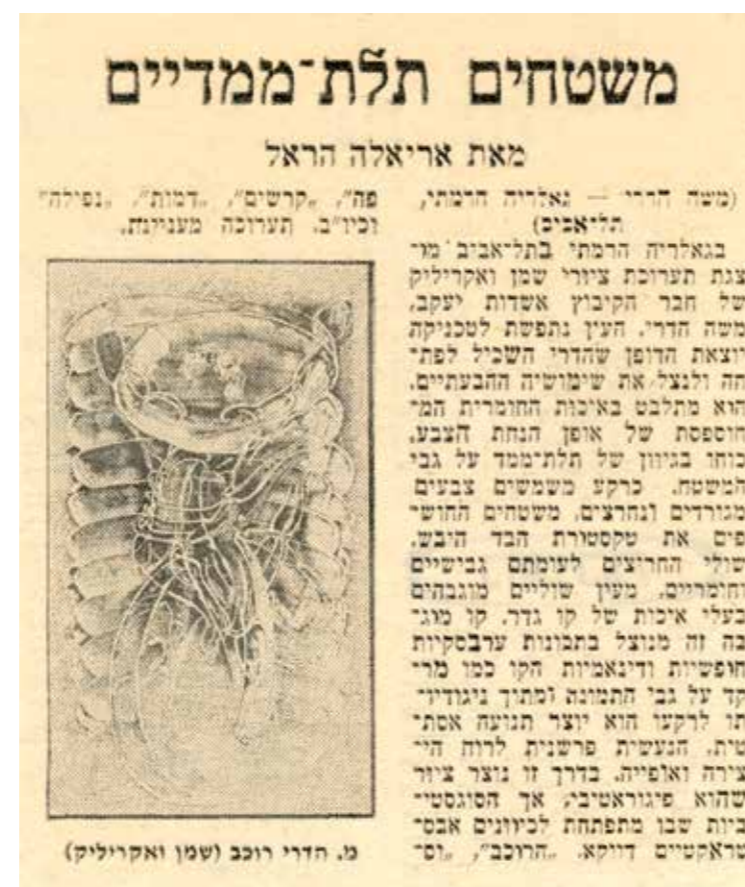 משטחים תלת־ממדיים
מאת אריאלה הראל
(משה הדרי — גאלריה הרמתי,
תל־אביב)
בגאלריה הרמתי בתל־אביב מו־
צגת תערוכת ציורי שמן ואקריליק
של חבר הקיבוץ אשדות יעקב,
משה הדרי. העין נתפשת לטכניקה
יוצאת הדופן שהדרי השכיל לפת־
חה ולנצל את שימושיה ההבעתיים.
הוא מתלבט באיכות החומרית המ־
חוספסת של אופן הנחת הצבע,
כוחו בגיוון של תלת־ממד על גבי
המשטח. כרקע משמשים צבעים
מגורדים ונחרצים, משטחים החוש־
פים את טקסטורת הבד היבש.
שולי החריצים לעומתם גבישיים
וחומריים, מעין שוליים מוגבהים
בעלי איכות של קו גדר. קו מוג־
בה זה מנוצל בתכונות ערבסקיות
חופשיות ודינאמיות הקו כמו מר־
קד על גבי התמונה ומתוך ניגודיו־
תו לרקעו הוא יוצר תנועה אסת־
טית, הנעשית פרשנית לרוח הי־
צירה ואופייה. בדרך זו נוצר ציור
שהוא פיגוראטיבי, אך הסוגסטי־
ביות שבו מתפתחת לכיוונים אבס־
טראקטיים דווקא. „הרוכב”, „וס־
פה”, „קרשים”, „דמות”, „נפילה”
וכיו״ב. תערוכה מענינת.
מ. הדרי רוכב (שמן ואקריליק)